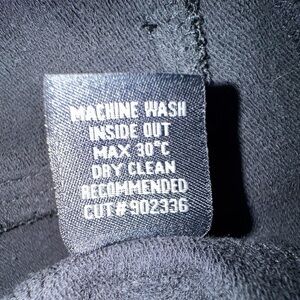 MACHINE WASH
INSIDE OUT
MAX 30°C
DRY CLEAN
RECOMMENDED
CUT# 902336